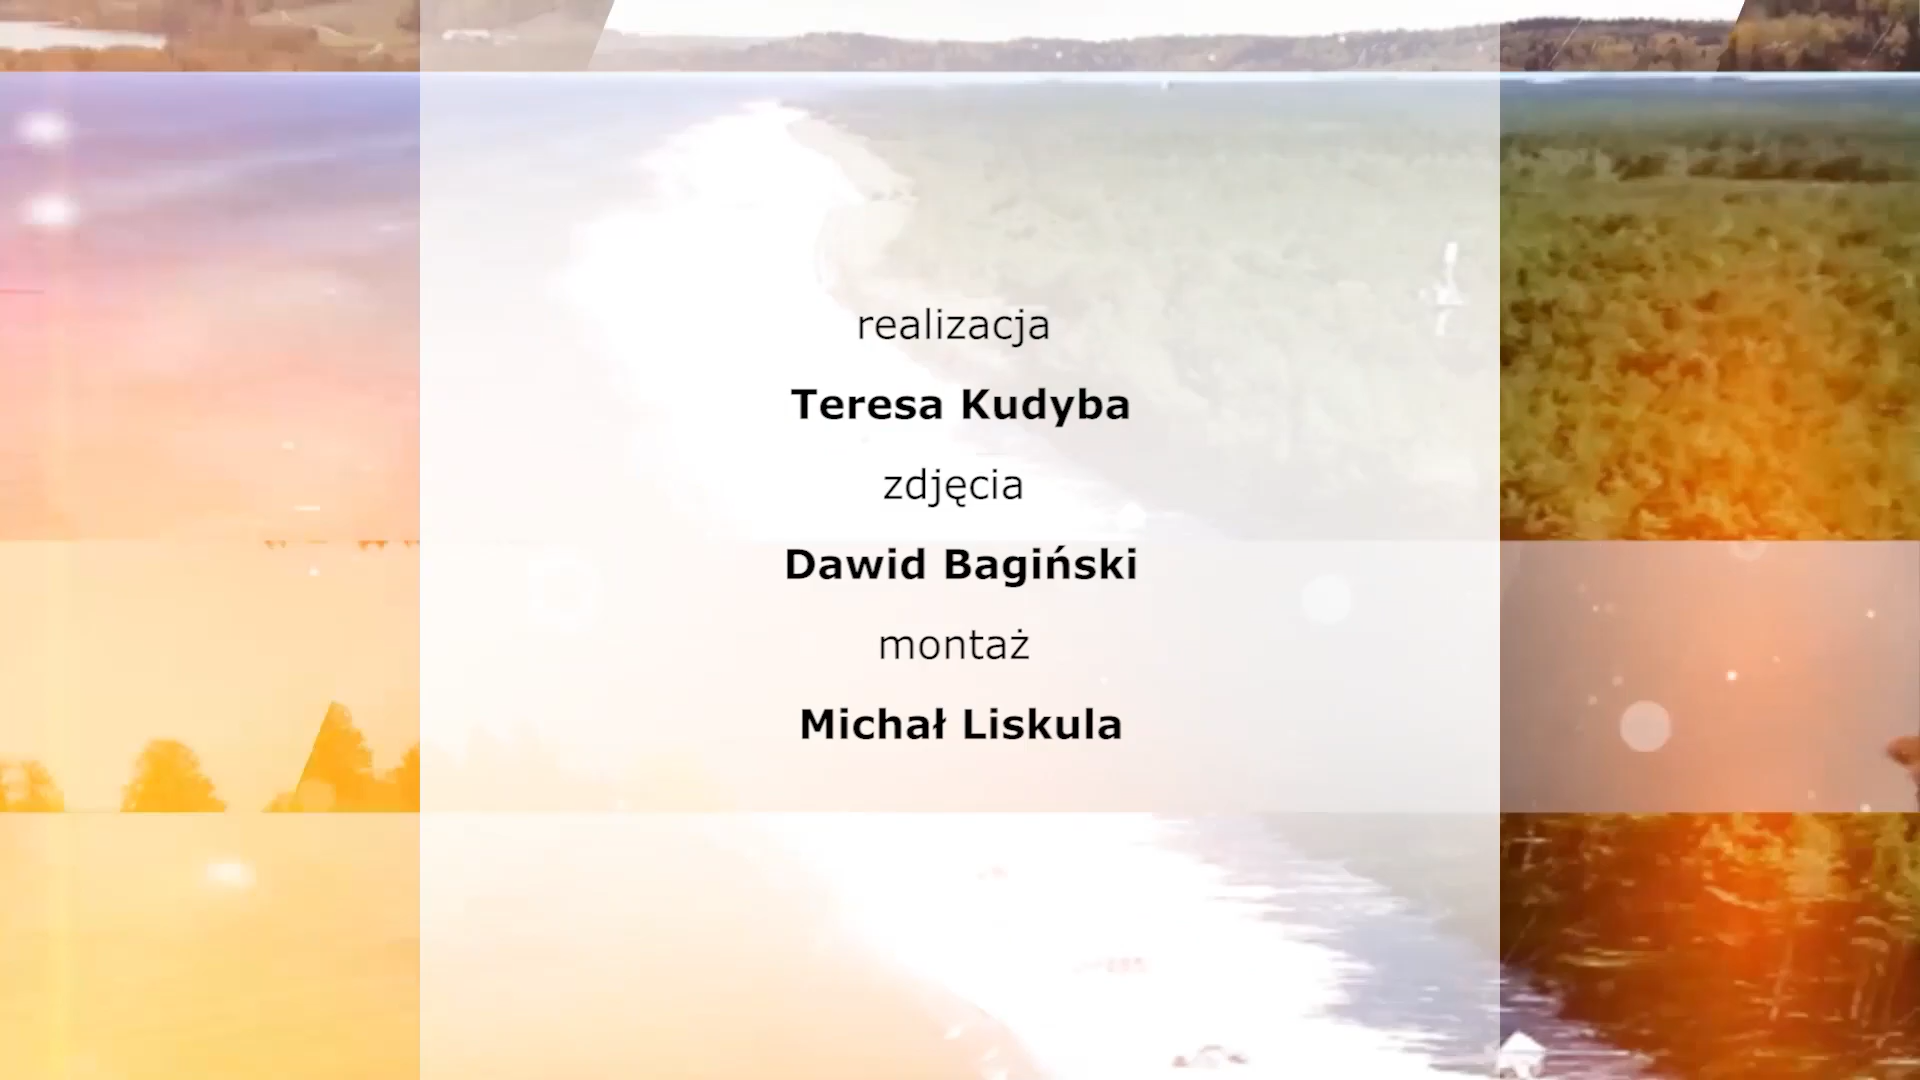 realizacja
Teresa Kudyba
zdjęcia
Dawid Bagiński
montaż
Michał Liskula